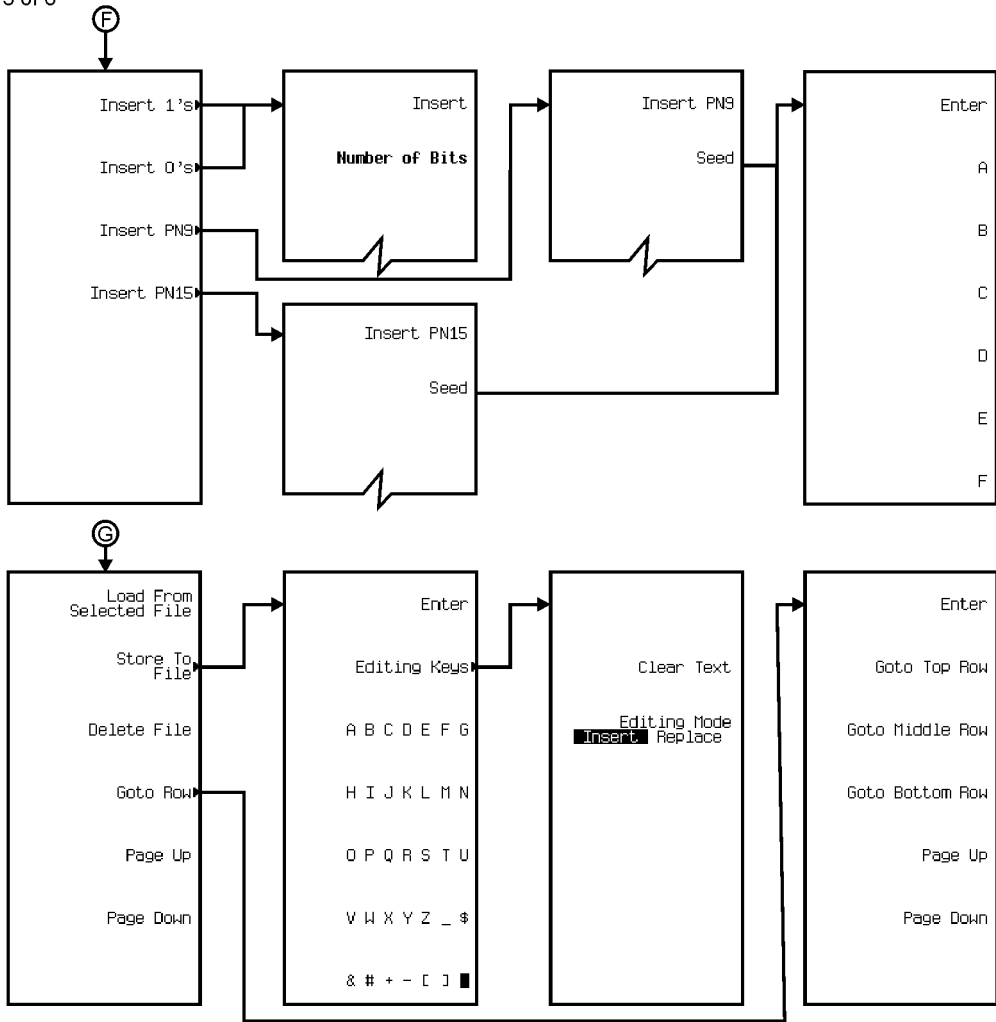 5 of 6
F
Insert 1's
Insert 0's
Insert PN9
Insert PN15
Insert
Number of Bits
Insert PN9
Seed
Insert PN15
Seed
Enter
A
B
C
D
E
F
G
Load From
Selected File
Store To
File
Delete File
Goto Row
Page Up
Page Down
Enter
Editing Keys
A B C D E F G
H I J K L M N
O P Q R S T U
V W X Y Z _ $
& # + - [ ]
Clear Text
Editing Mode
Insert Replace
Enter
Goto Top Row
Goto Middle Row
Goto Bottom Row
Page Up
Page Down